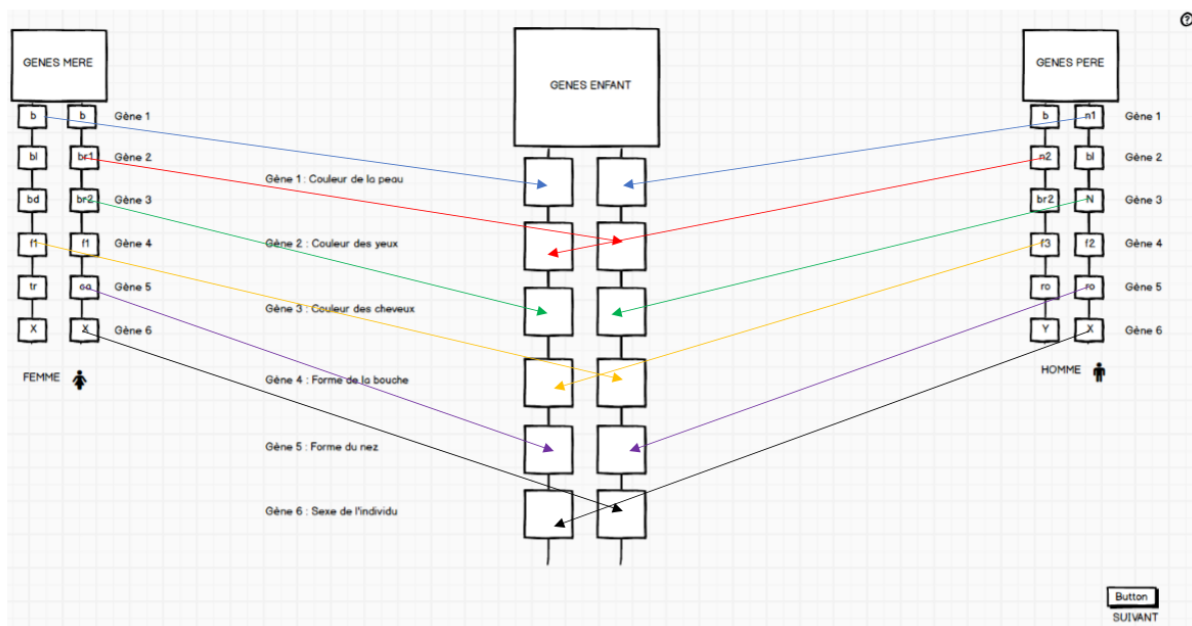 ?
GENES MERE
GENES ENFANT
GENES PERE
b b Gène 1
b n1 Gène 1
bl br1 Gène 2
n2 bl Gène 2
Gène 1 : Couleur de la peau
bd br2 Gène 3
br2 N Gène 3
f1 f1 Gène 4
Gène 2 : Couleur des yeux
f3 f2 Gène 4
tr Gène 5
ro ro Gène 5
Gène 3 : Couleur des cheveux
X X Gène 6
Y X Gène 6
FEMME
HOMME
Gène 4 : Forme de la bouche
Gène 5 : Forme du nez
Gène 6 : Sexe de l'individu
Button
SUIVANT